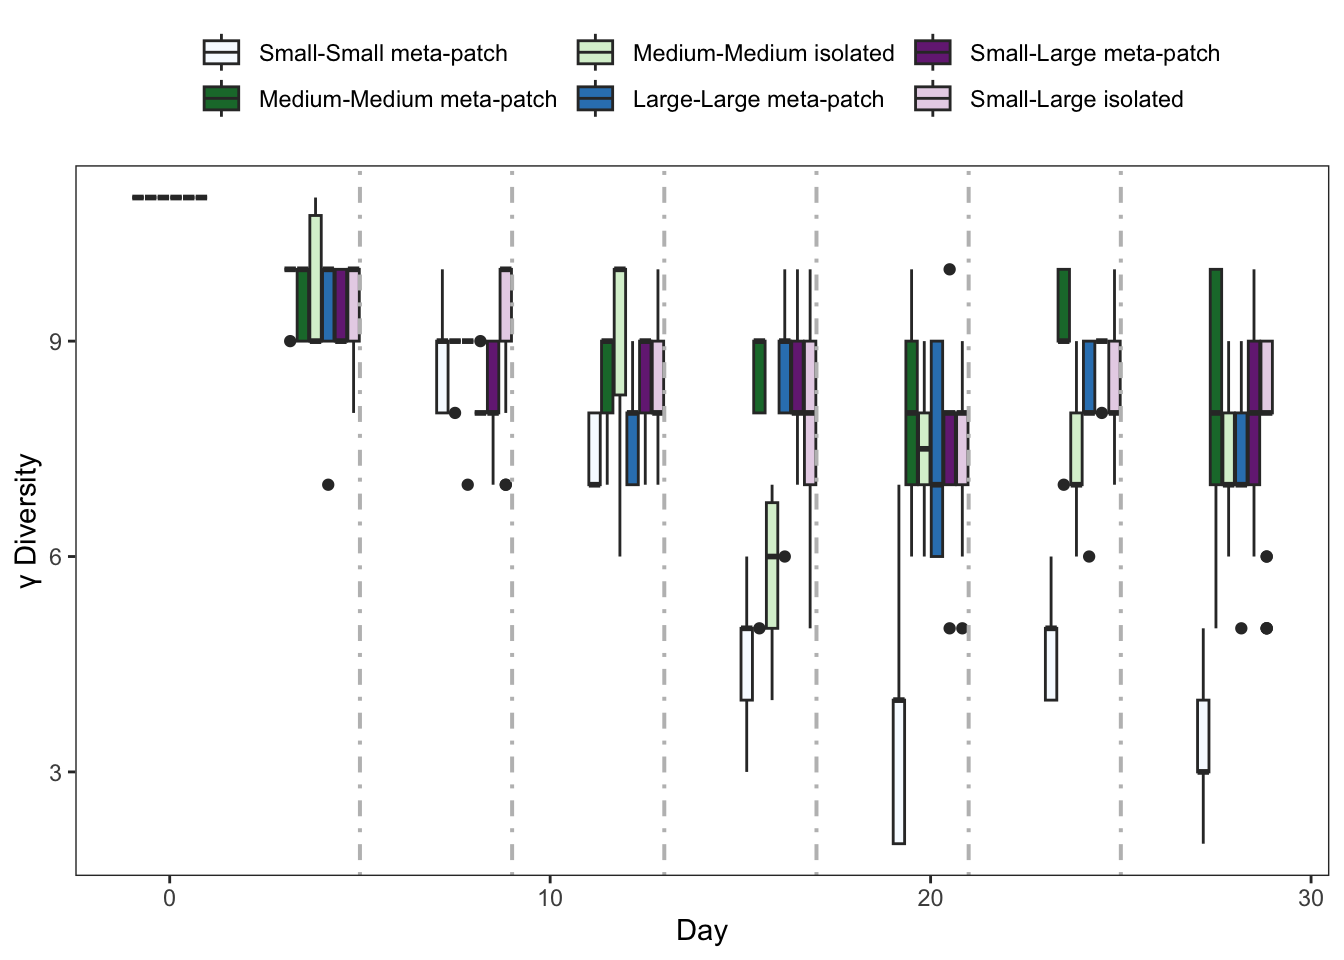 Small-Small meta-patch Medium-Medium isolated Small-Large meta-patch
Medium-Medium meta-patch Large-Large meta-patch Small-Large isolated
γ Diversity
9
6
3
0 10 20 30
Day